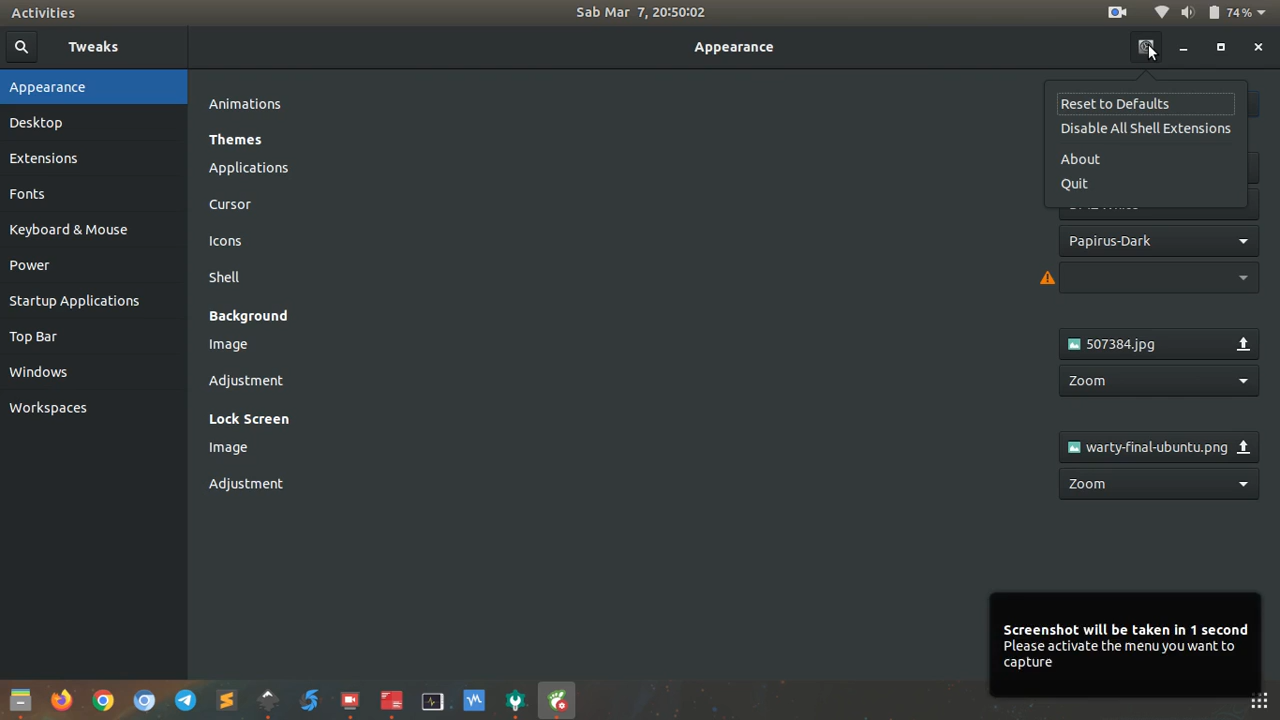 Activities
Sab Mar 7, 20:50:02
74 %
Tweaks
Appearance
Appearance
Desktop
Extensions
Fonts
Keyboard & Mouse
Power
Startup Applications
Top Bar
Windows
Workspaces
Animations
Themes
Applications
Cursor
Icons
Papirus-Dark
Shell
Background
Image
507384.jpg
Adjustment
Zoom
Lock Screen
Image
warty-final-ubuntu.png
Adjustment
Zoom
Reset to Defaults
Disable All Shell Extensions
About
Quit
Screenshot will be taken in 1 second
Please activate the menu you want to
capture